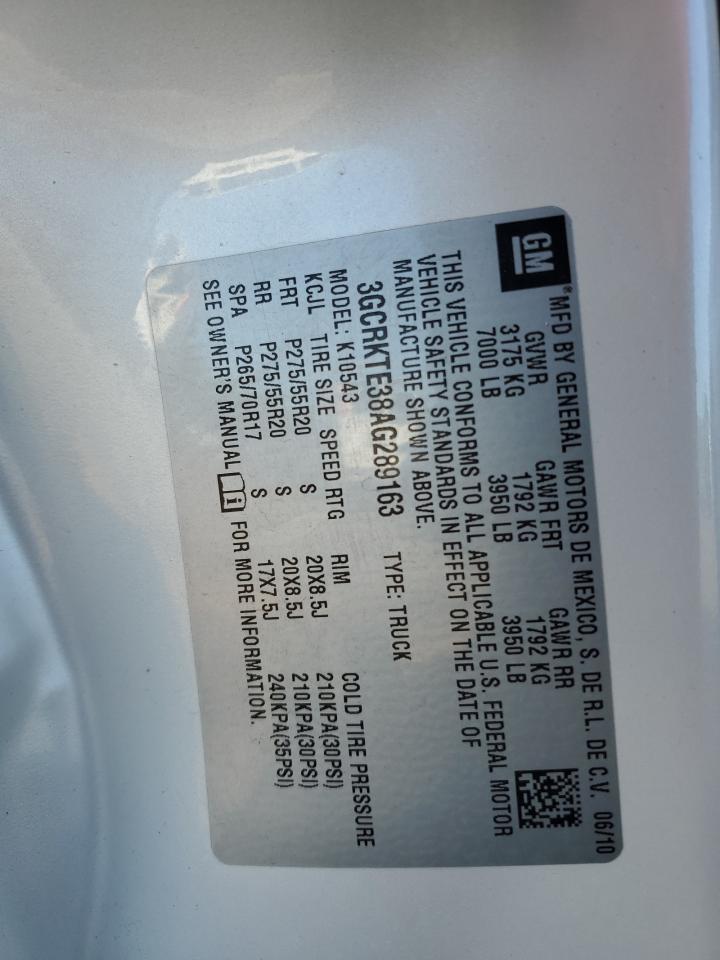 GM
®MFD BY GENERAL MOTORS DE MEXICO, S. DE R.L. DE C.V. 06/10
GVWR GAWR FRT GAWR RR
3175 KG 1792 KG 1792 KG
7000 LB 3950 LB 3950 LB
THIS VEHICLE CONFORMS TO ALL APPLICABLE U.S. FEDERAL MOTOR
VEHICLE SAFETY STANDARDS IN EFFECT ON THE DATE OF
MANUFACTURE SHOWN ABOVE.
3GCRKTE38AG289163 TYPE: TRUCK
MODEL: K10543
KCJL TIRE SIZE SPEED RTG RIM COLD TIRE PRESSURE
FRT P275/55R20 S 20X8.5J 210KPA(30PSI)
RR P275/55R20 S 20X8.5J 210KPA(30PSI)
SPA P265/70R17 S 17X7.5J 240KPA(35PSI)
SEE OWNER'S MANUAL i FOR MORE INFORMATION.